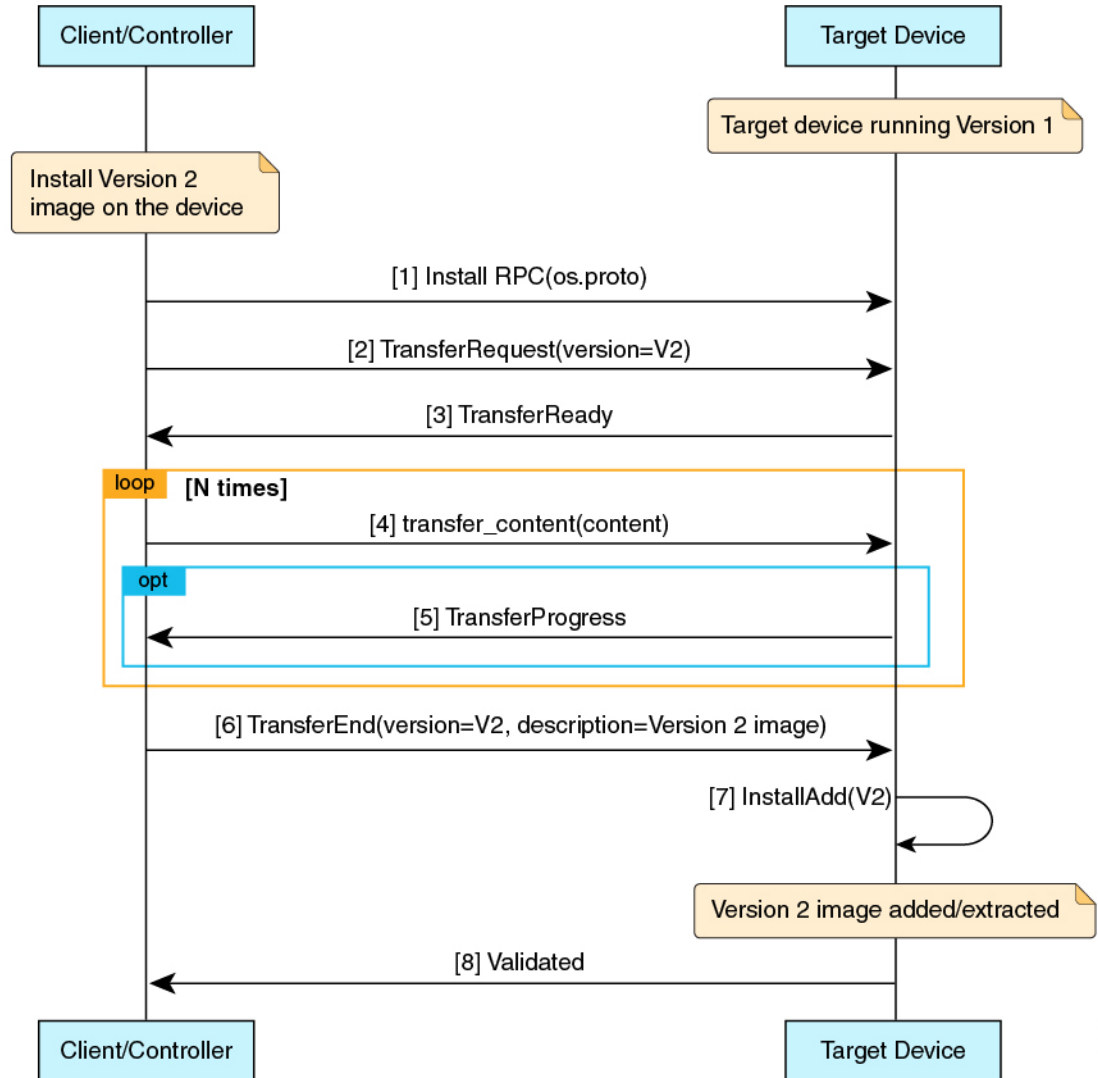 Client/Controller
Target Device
Target device running Version 1
Install Version 2
image on the device
[1] Install RPC(os.proto)
[2] TransferRequest(version=V2)
[3] TransferReady
loop
[N times]
[4] transfer_content(content)
opt
[5] TransferProgress
[6] TransferEnd(version=V2, description=Version 2 image)
[7] InstallAdd(V2)
Version 2 image added/extracted
[8] Validated
Client/Controller
Target Device